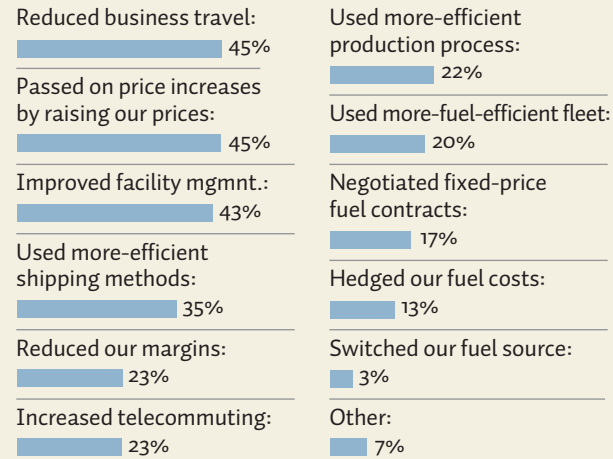 Reduced business travel:
45%
Passed on price increases
by raising our prices:
45%
Improved facility mgmnt.:
43%
Used more-efficient
shipping methods:
35%
Reduced our margins:
23%
Increased telecommuting:
23%
Used more-efficient
production process:
22%
Used more-fuel-efficient fleet:
20%
Negotiated fixed-price
fuel contracts:
17%
Hedged our fuel costs:
13%
Switched our fuel source:
3%
Other:
7%